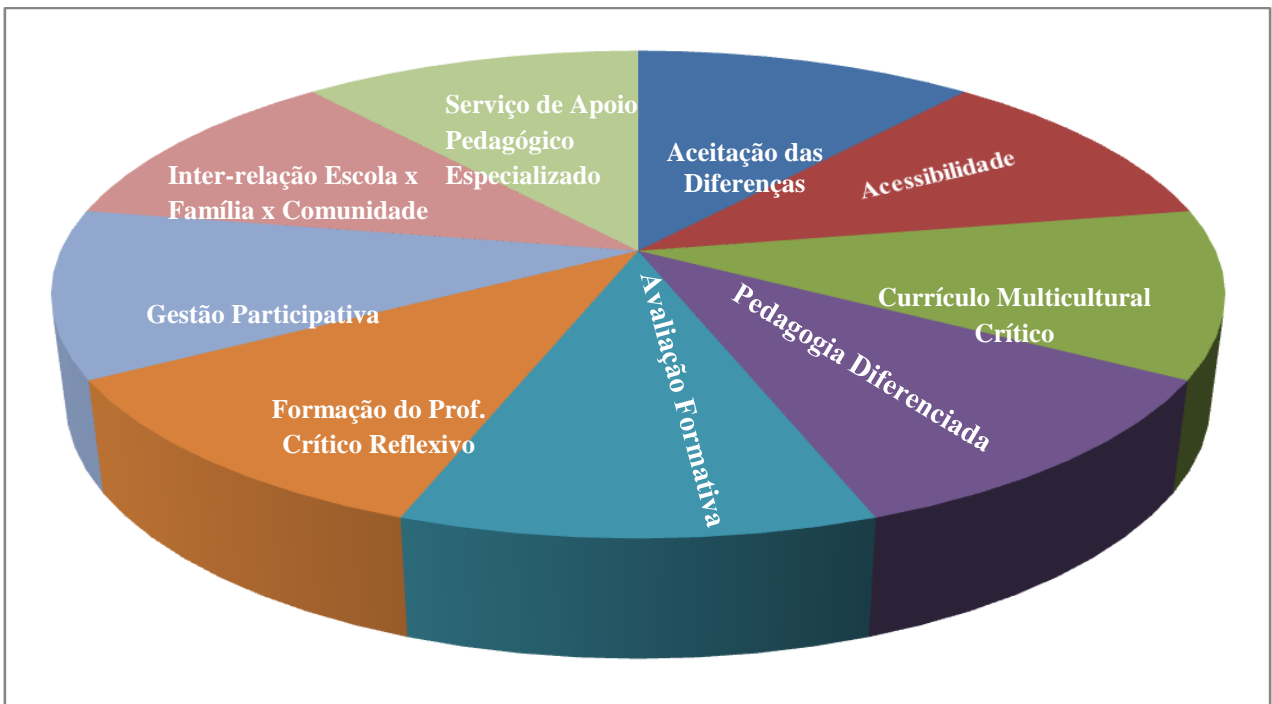 Serviço de Apoio
Pedagógico
Especializado
Aceitação das
Diferenças
Acessibilidade
Inter-relação Escola x
Família x Comunidade
Currículo Multicultural
Crítico
Pedagogia Diferenciada
Avaliação Formativa
Gestão Participativa
Formação do Prof.
Crítico Reflexivo